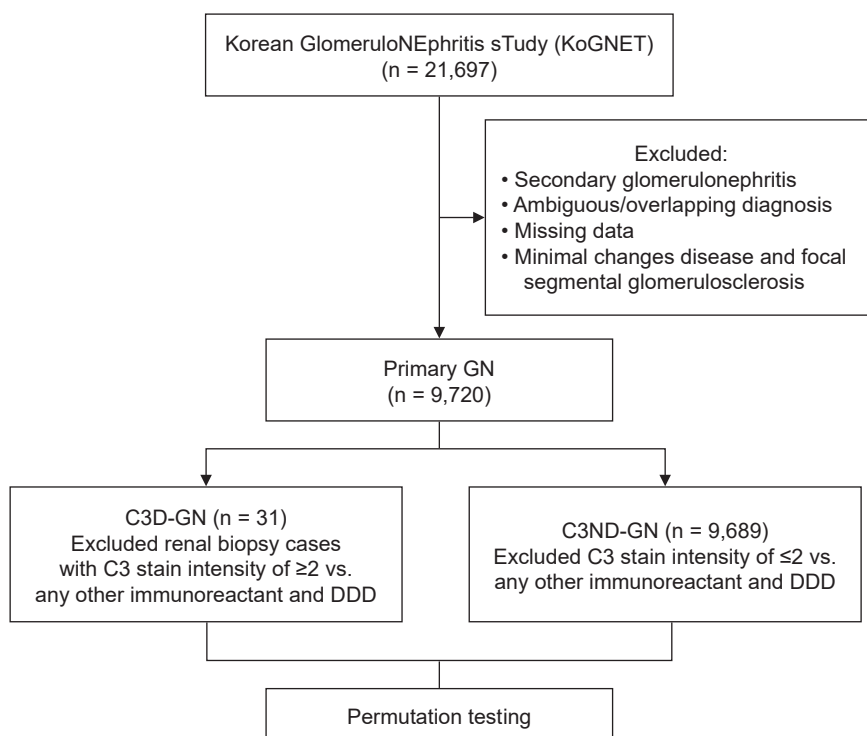 Korean GlomeruloNEphritis sTudy (KoGNET)
(n = 21,697)
Excluded:
• Secondary glomerulonephritis
• Ambiguous/overlapping diagnosis
• Missing data
• Minimal changes disease and focal
segmental glomerulosclerosis
Primary GN
(n = 9,720)
C3D-GN (n = 31)
Excluded renal biopsy cases
with C3 stain intensity of ≥2 vs.
any other immunoreactant and DDD
C3ND-GN (n = 9,689)
Excluded C3 stain intensity of ≤2 vs.
any other immunoreactant and DDD
Permutation testing